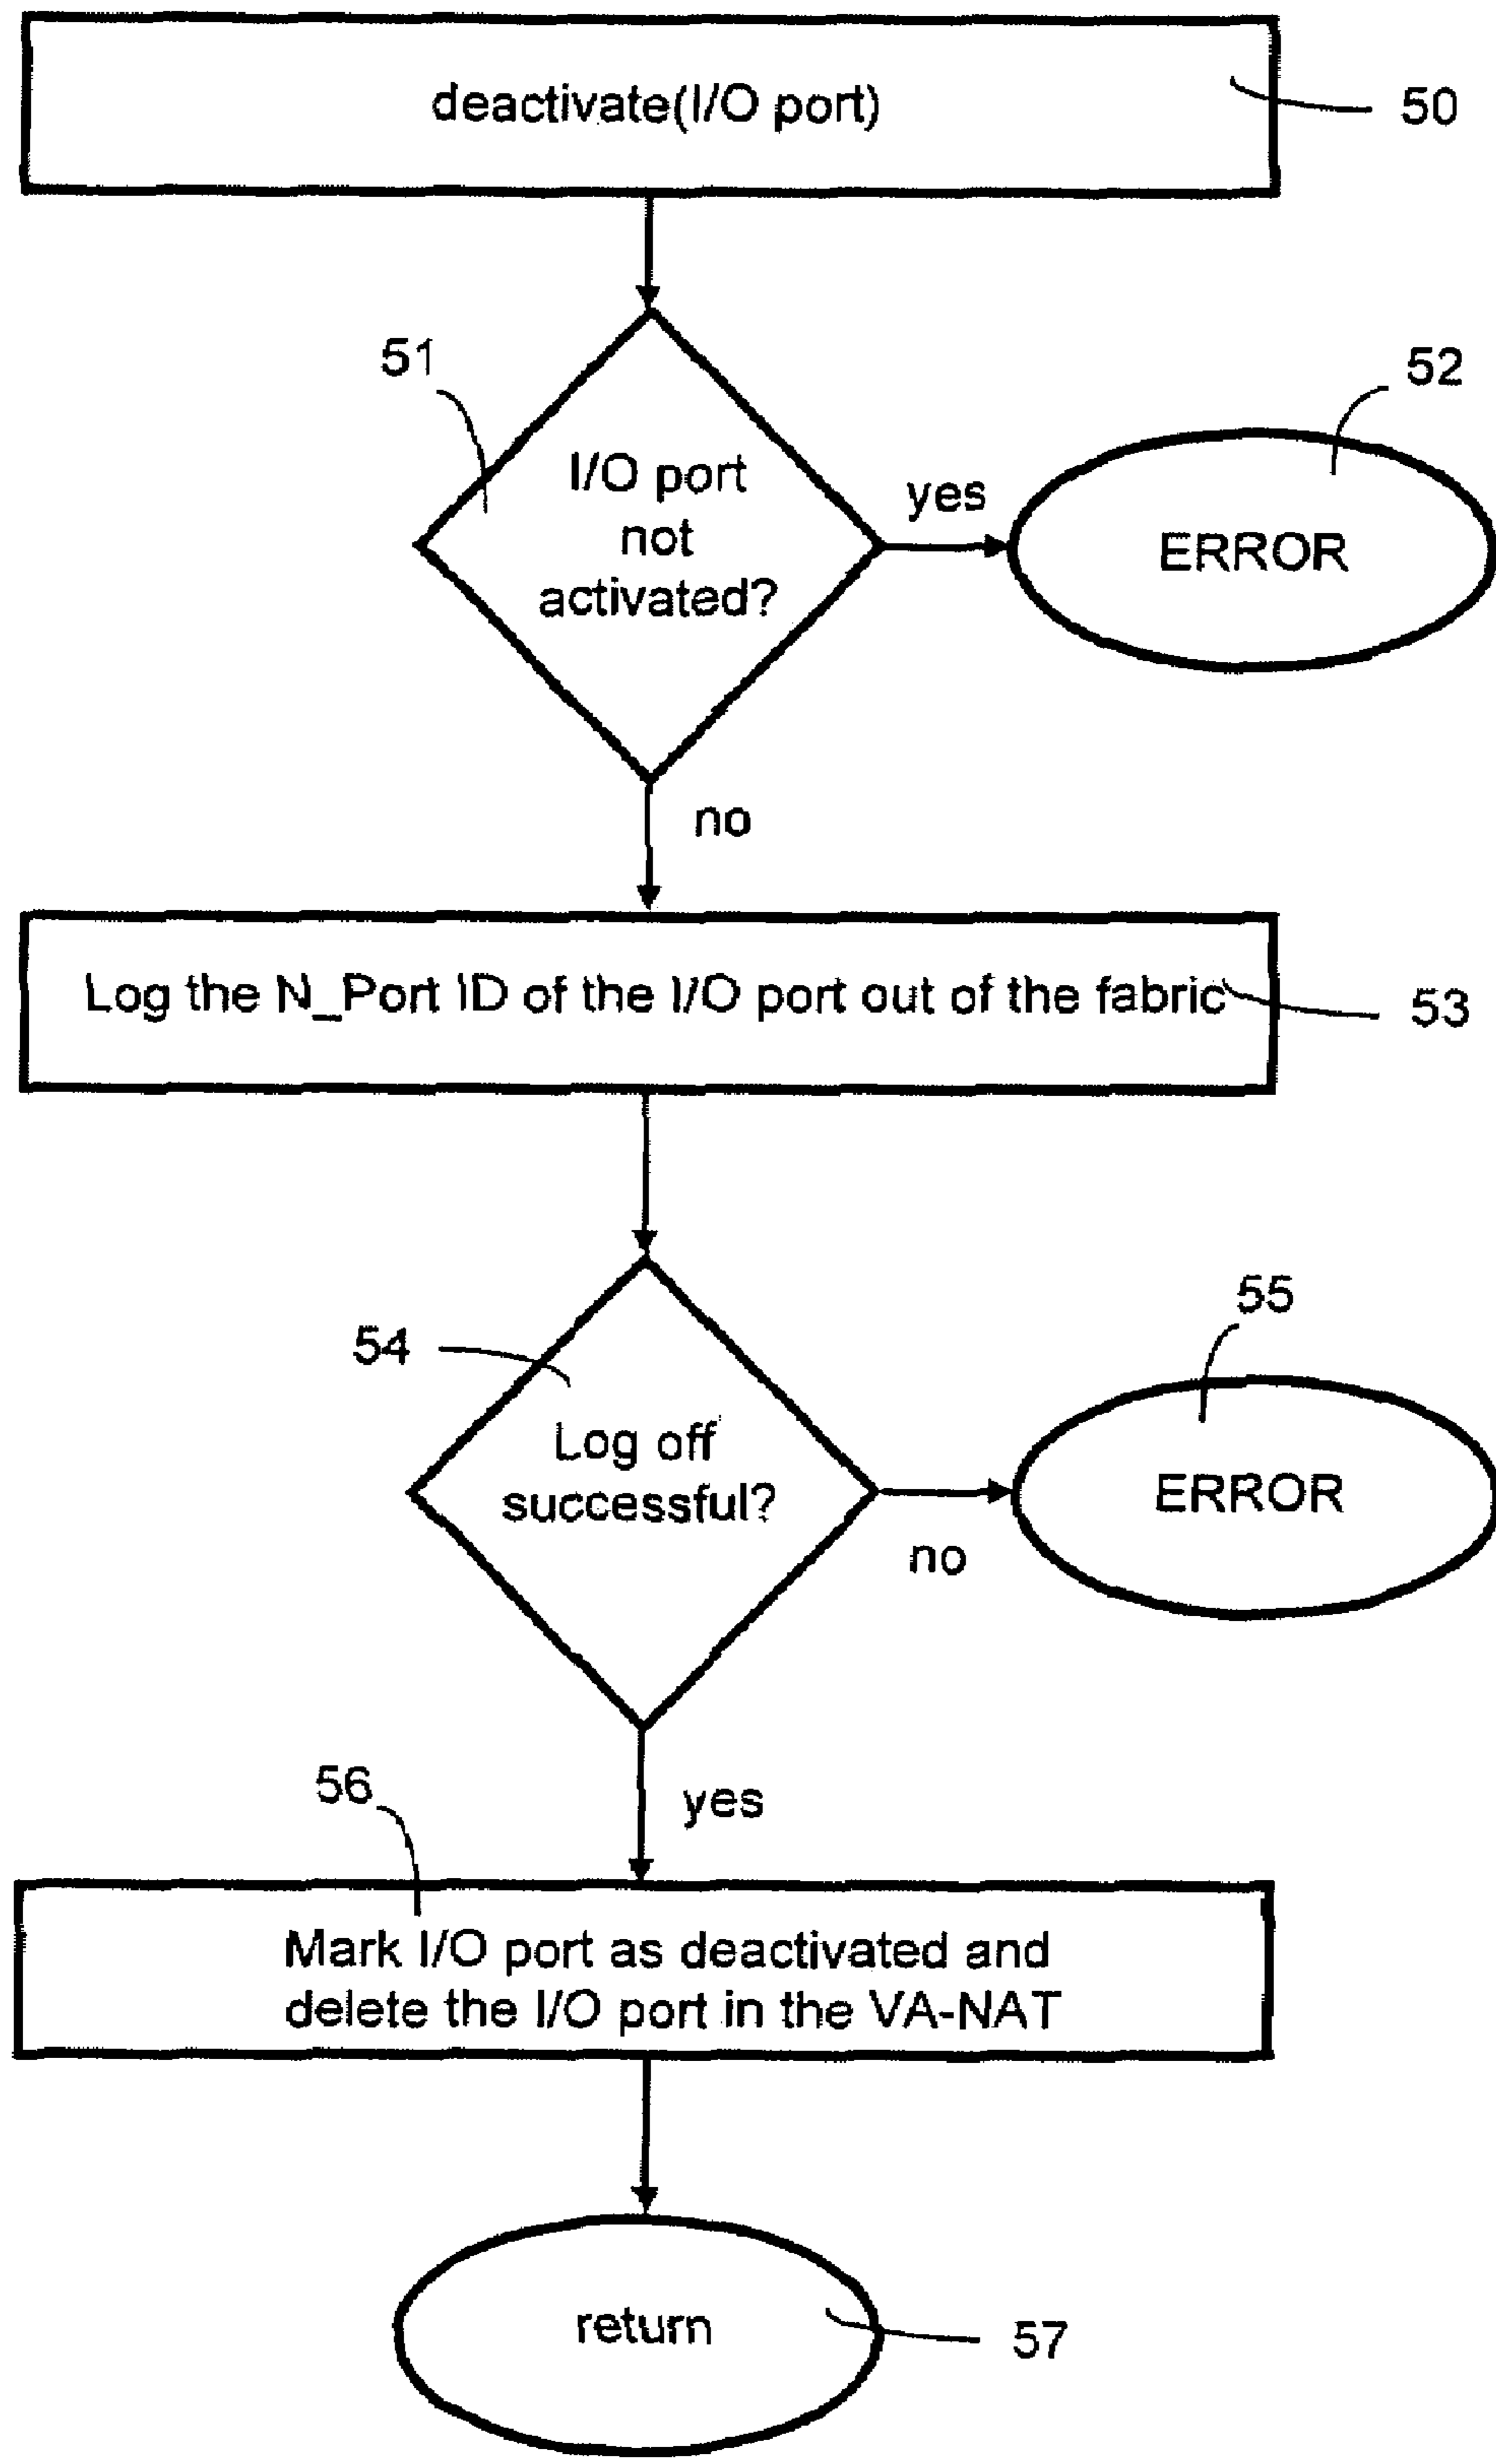 deactivate(I/O port)
50
51
I/O port
not
activated?
yes
52
ERROR
no
Log the N_Port ID of the I/O port out of the fabric
53
54
Log off
successful?
55
ERROR
no
yes
56
Mark I/O port as deactivated and
delete the I/O port in the VA-NAT
return
57